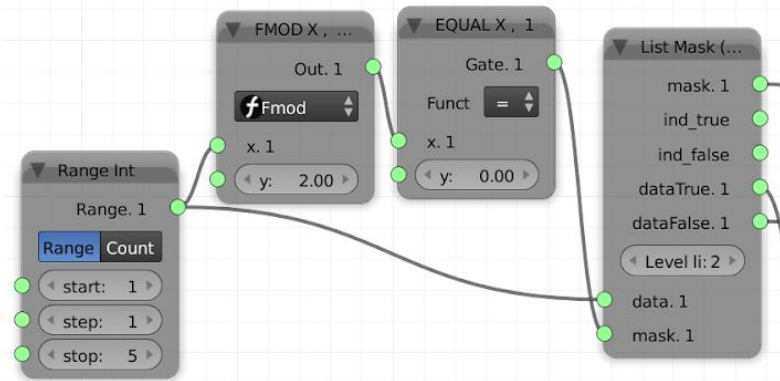 Range Int
Range. 1
Range Count
start: 1
step: 1
stop: 5
FMOD X , ...
Out. 1
Fmod
x. 1
y: 2.00
EQUAL X , 1
Gate. 1
Funct =
x. 1
y: 0.00
List Mask (...
mask. 1
ind_true
ind_false
dataTrue. 1
dataFalse. 1
Level li: 2
data. 1
mask. 1